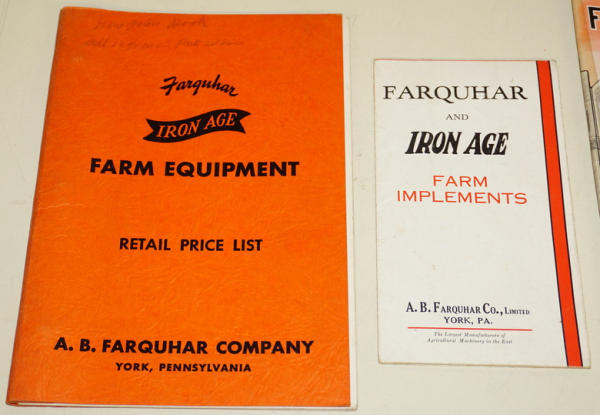 Farquhar
IRON AGE
FARM EQUIPMENT
RETAIL PRICE LIST
A. B. FARQUHAR COMPANY
YORK, PENNSYLVANIA
FARQUHAR
AND
IRON AGE
FARM
IMPLEMENTS
A. B. FARQUHAR CO., LIMITED
YORK, PA.
The Largest Manufacturers of
Agricultural Machinery in the East
F